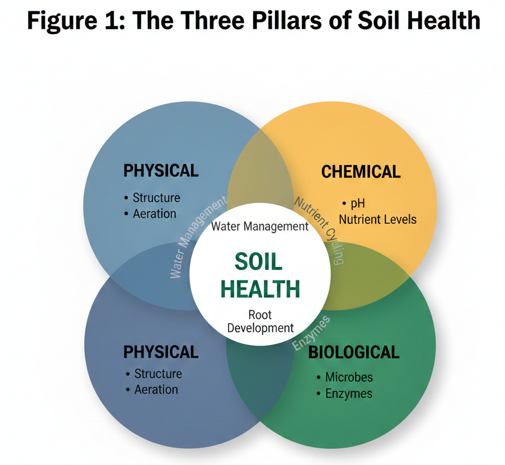 Figure 1: The Three Pillars of Soil Health
PHYSICAL
• Structure
• Aeration
CHEMICAL
• pH
Nutrient Levels
Water Management
Nutrient Cycling
Water Management
SOIL
HEALTH
Root
Development
Enzymes
PHYSICAL
• Structure
• Aeration
BIOLOGICAL
• Microbes
• Enzymes